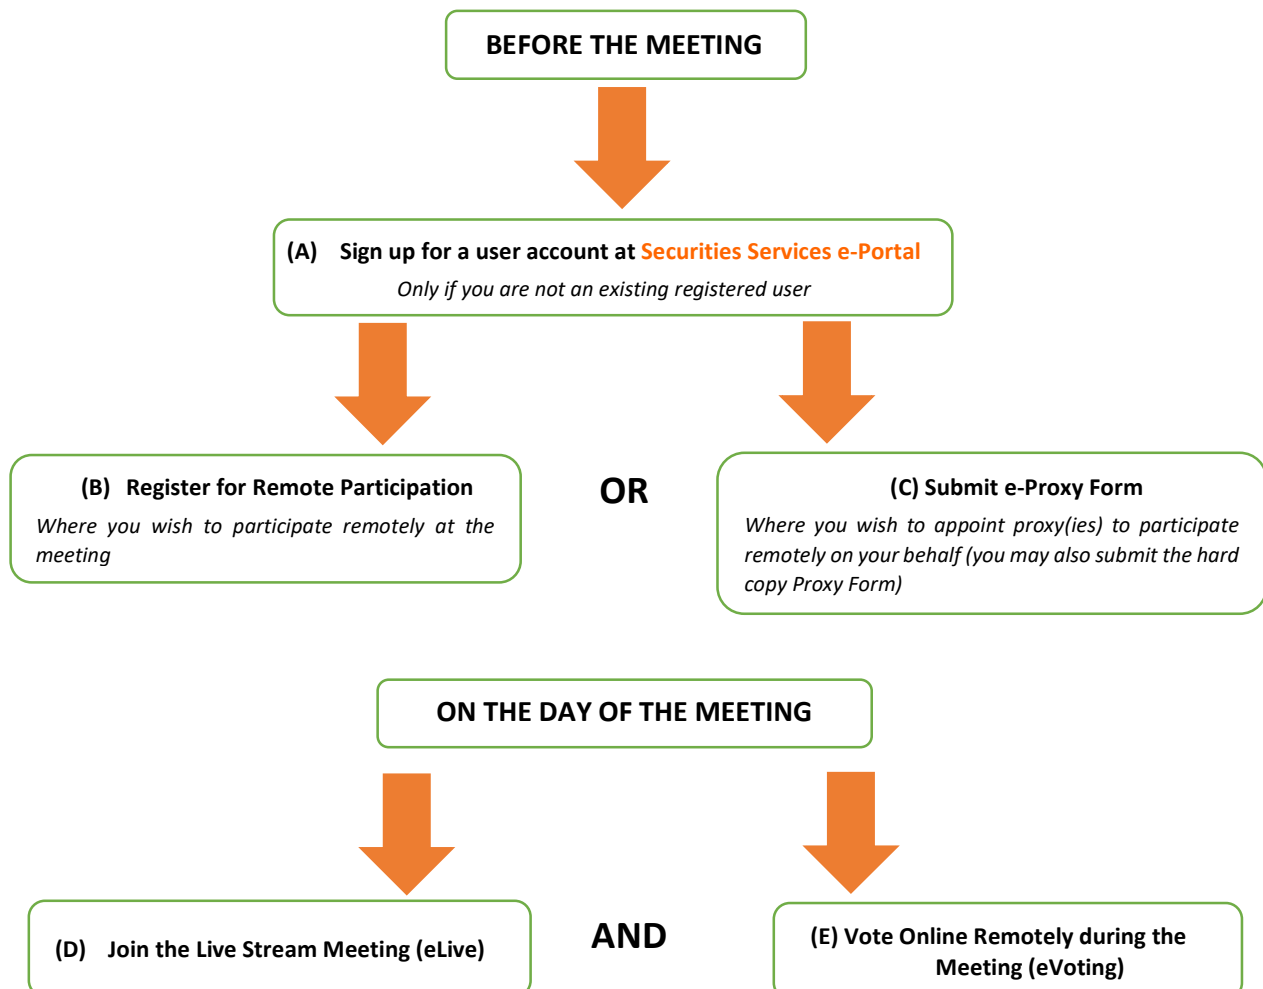 BEFORE THE MEETING
(A) Sign up for a user account at Securities Services e-Portal
Only if you are not an existing registered user
(B) Register for Remote Participation
Where you wish to participate remotely at the
meeting
OR
(C) Submit e-Proxy Form
Where you wish to appoint proxy(ies) to participate
remotely on your behalf (you may also submit the hard
copy Proxy Form)
ON THE DAY OF THE MEETING
(D) Join the Live Stream Meeting (eLive)
AND
(E) Vote Online Remotely during the
Meeting (eVoting)